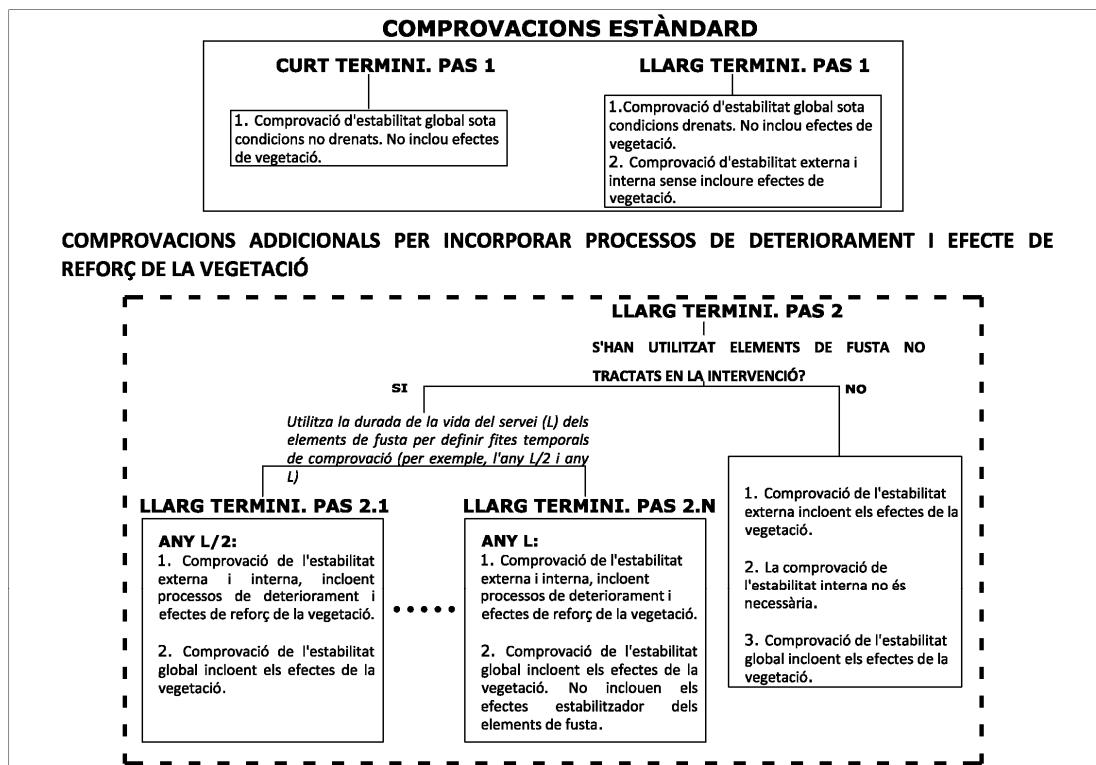 COMPROVACIONS ESTÀNDARD
CURT TERMINI. PAS 1
1. Comprovació d'estabilitat global sota
condicions no drenats. No inclou efectes
de vegetació.
LLARG TERMINI. PAS 1
1.Comprovació d'estabilitat global sota
condicions drenats. No inclou efectes de
vegetació.
2. Comprovació d'estabilitat externa i
interna sense incloure efectes de
vegetació.
COMPROVACIONS ADDICIONALS PER INCORPORAR PROCESSOS DE DETERIORAMENT I EFECTE DE
REFORÇ DE LA VEGETACIÓ
LLARG TERMINI. PAS 2
S'HAN UTILITZAT ELEMENTS DE FUSTA NO
TRACTATS EN LA INTERVENCIÓ?
SI
NO
Utilitza la durada de la vida del servei (L) dels
elements de fusta per definir fites temporals
de comprovació (per exemple, l'any L/2 i any
L)
LLARG TERMINI. PAS 2.1
ANY L/2:
1. Comprovació de l'estabilitat
externa i interna, incloent
processos de deteriorament i
efectes de reforç de la vegetació.
2. Comprovació de l'estabilitat
global incloent els efectes de la
vegetació.
LLARG TERMINI. PAS 2.N
ANY L:
1. Comprovació de l'estabilitat
externa i interna, incloent
processos de deteriorament i
efectes de reforç de la vegetació.
2. Comprovació de l'estabilitat
global incloent els efectes de la
vegetació. No inclouen els
efectes estabilitzador dels
elements de fusta.
1. Comprovació de l'estabilitat
externa incloent els efectes de la
vegetació.
2. La comprovació de
l'estabilitat interna no és
necessària.
3. Comprovació de l'estabilitat
global incloent els efectes de la
vegetació.